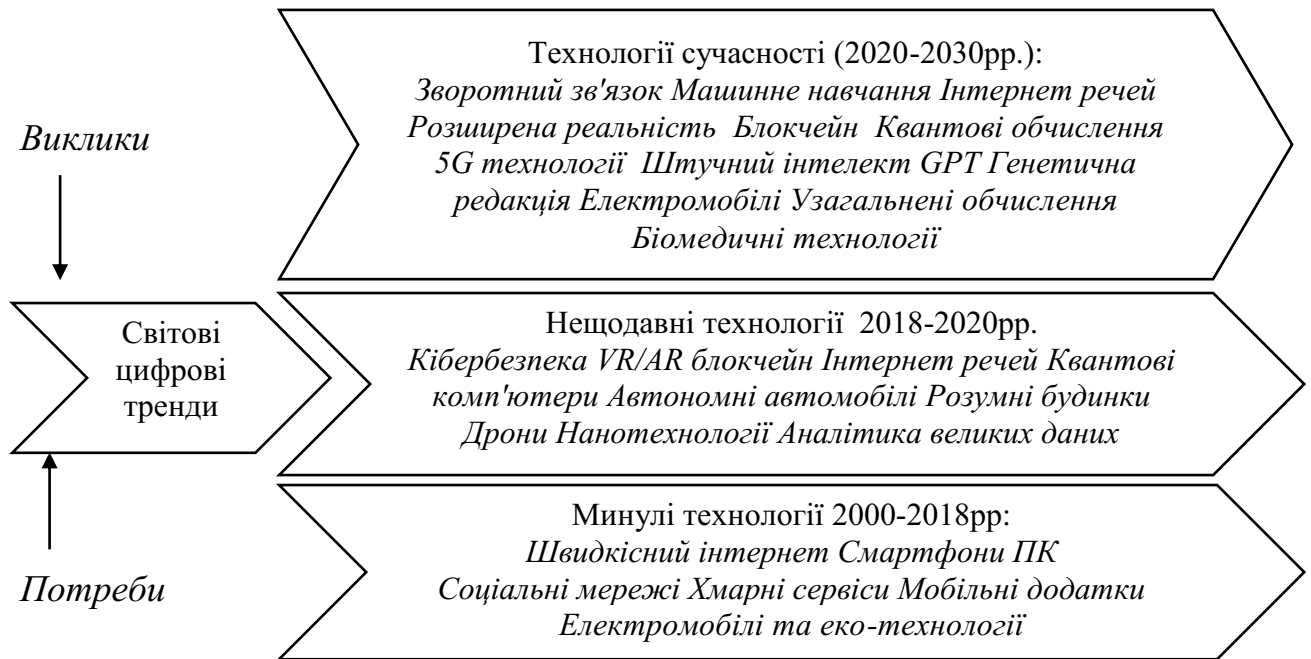 Технології сучасності (2020-2030рр.):
Зворотний зв'язок Машинне навчання Інтернет речей
Розширена реальність Блокчейн Квантові обчислення
5G технології Штучний інтелект GPT Генетична
редакція Електромобілі Узагальнені обчислення
Біомедичні технології
Виклики
Світові
цифрові
тренди
Нещодавні технології 2018-2020рр.
Кібербезпека VR/AR блокчейн Інтернет речей Квантові
комп'ютери Автономні автомобілі Розумні будинки
Дрони Нанотехнології Аналітика великих даних
Потреби
Минулі технології 2000-2018рр:
Швидкісний інтернет Смартфони ПК
Соціальні мережі Хмарні сервіси Мобільні додатки
Електромобілі та еко-технології